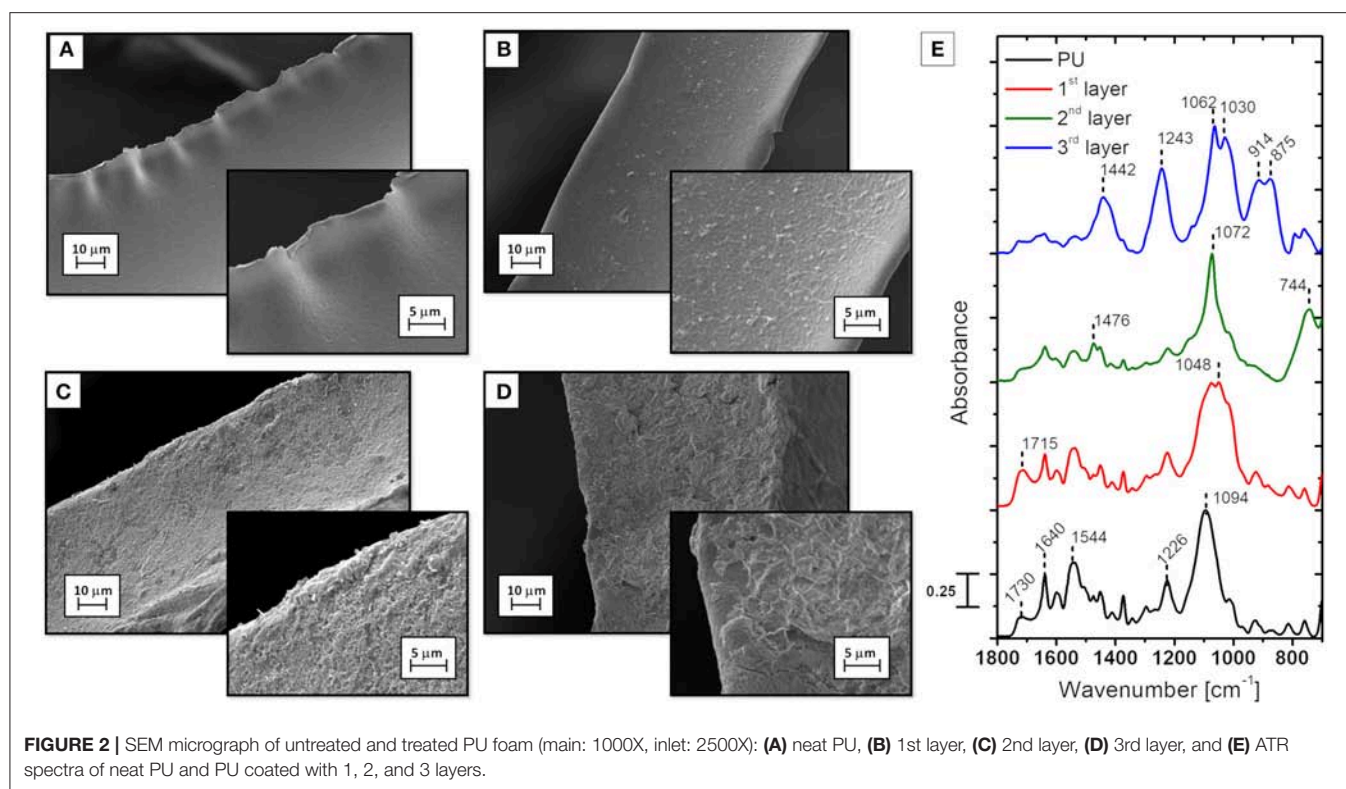 A
10 μm
5 μm
B
10 μm
5 μm
C
10 μm
5 μm
D
10 μm
5 μm
E
PU
1st layer
2nd layer
3rd layer
1062
1030
1243
914
875
1442
1072
744
1476
1048
1715
1094
1640
1544
1226
1730
0.25
Absorbance
1800 1600 1400 1200 1000 800
Wavenumber [cm⁻¹]
FIGURE 2 | SEM micrograph of untreated and treated PU foam (main: 1000X, inlet: 2500X): (A) neat PU, (B) 1st layer, (C) 2nd layer, (D) 3rd layer, and (E) ATR
spectra of neat PU and PU coated with 1, 2, and 3 layers.